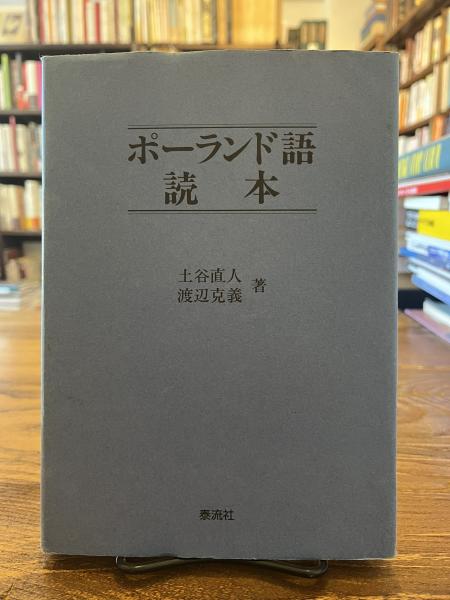 ポーランド語
読本
土谷直人
渡辺克義
著
泰流社